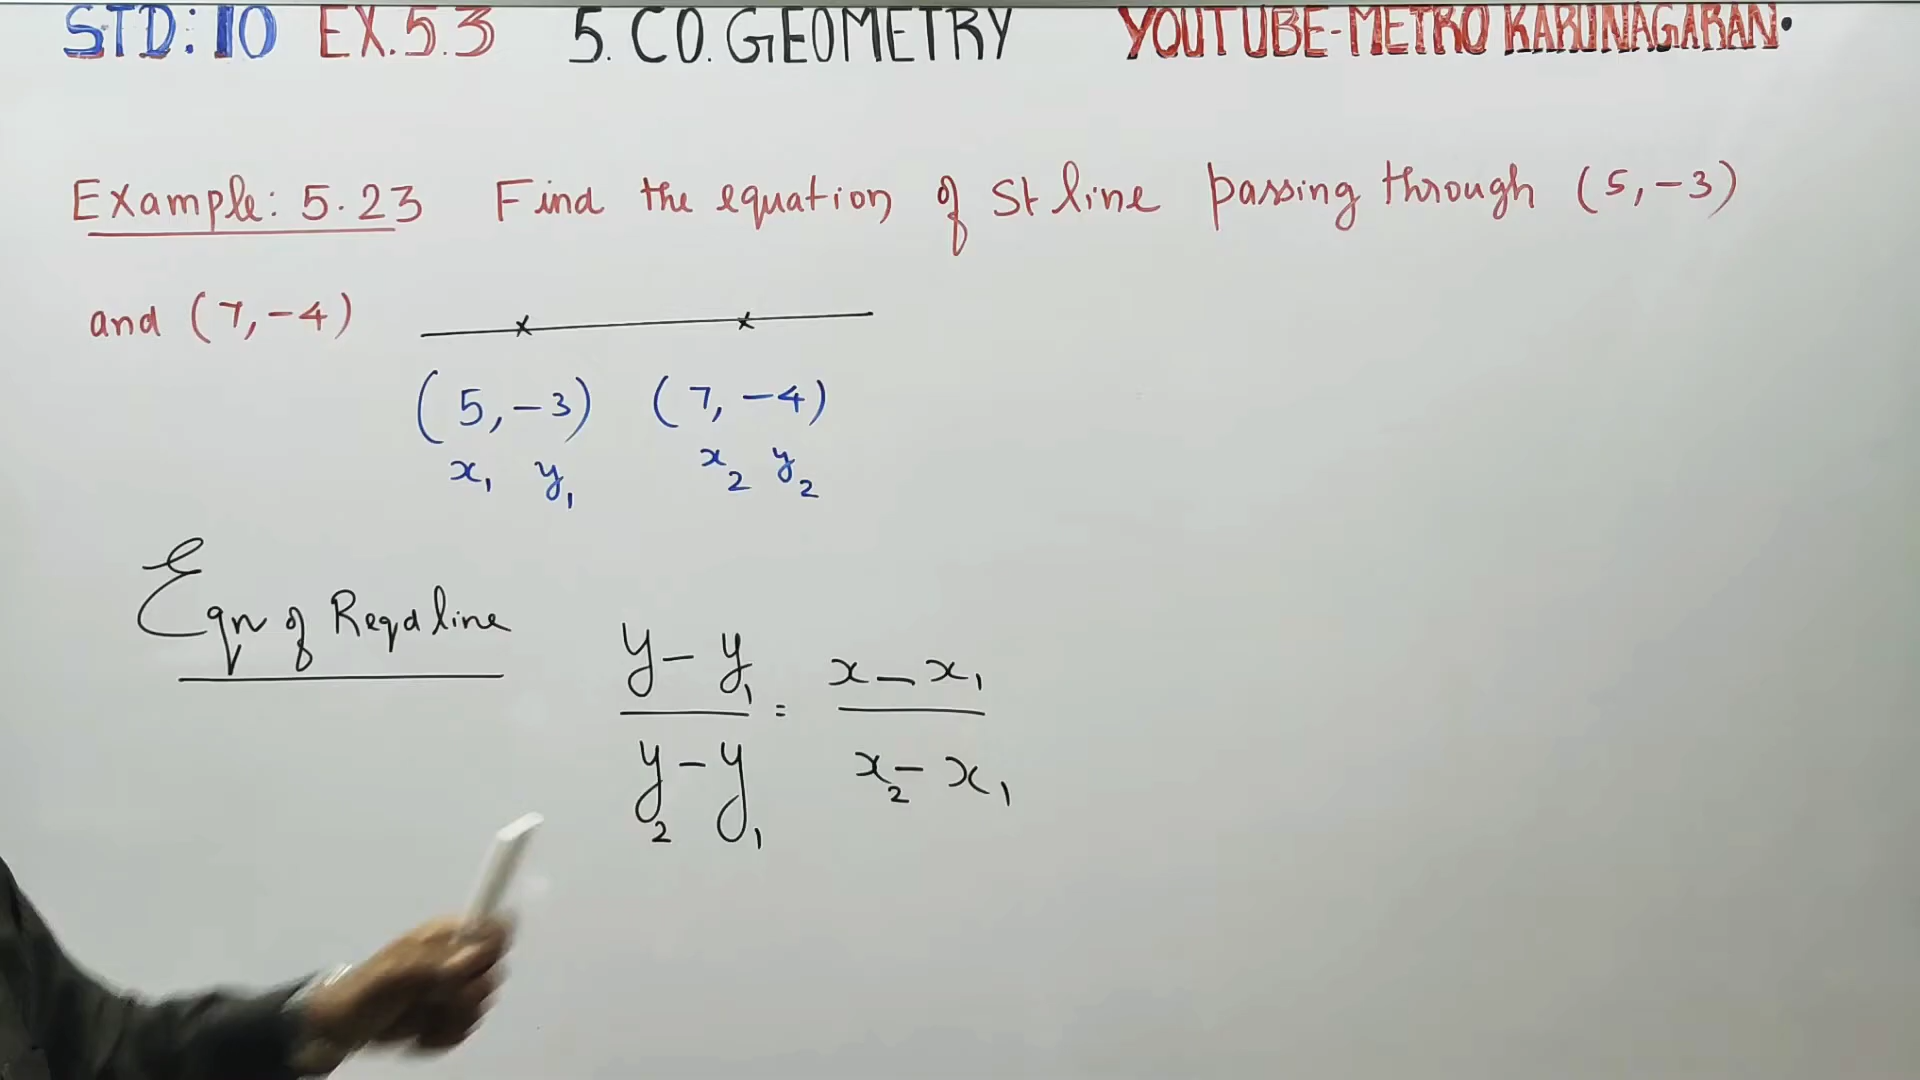 STD: 10 EX.5.3 5. CO. GEOMETRY YOUTUBE-METRO KARUNAGARAN.
Example: 5.23 Find the equation of St line passing through (5,-3)
and (7,-4)
(5,-3) (7,-4)
x₁ y₁ x₂ y₂
Eqn of Reqd line
y-y₁ / y₂-y₁ = x-x₁ / x₂-x₁